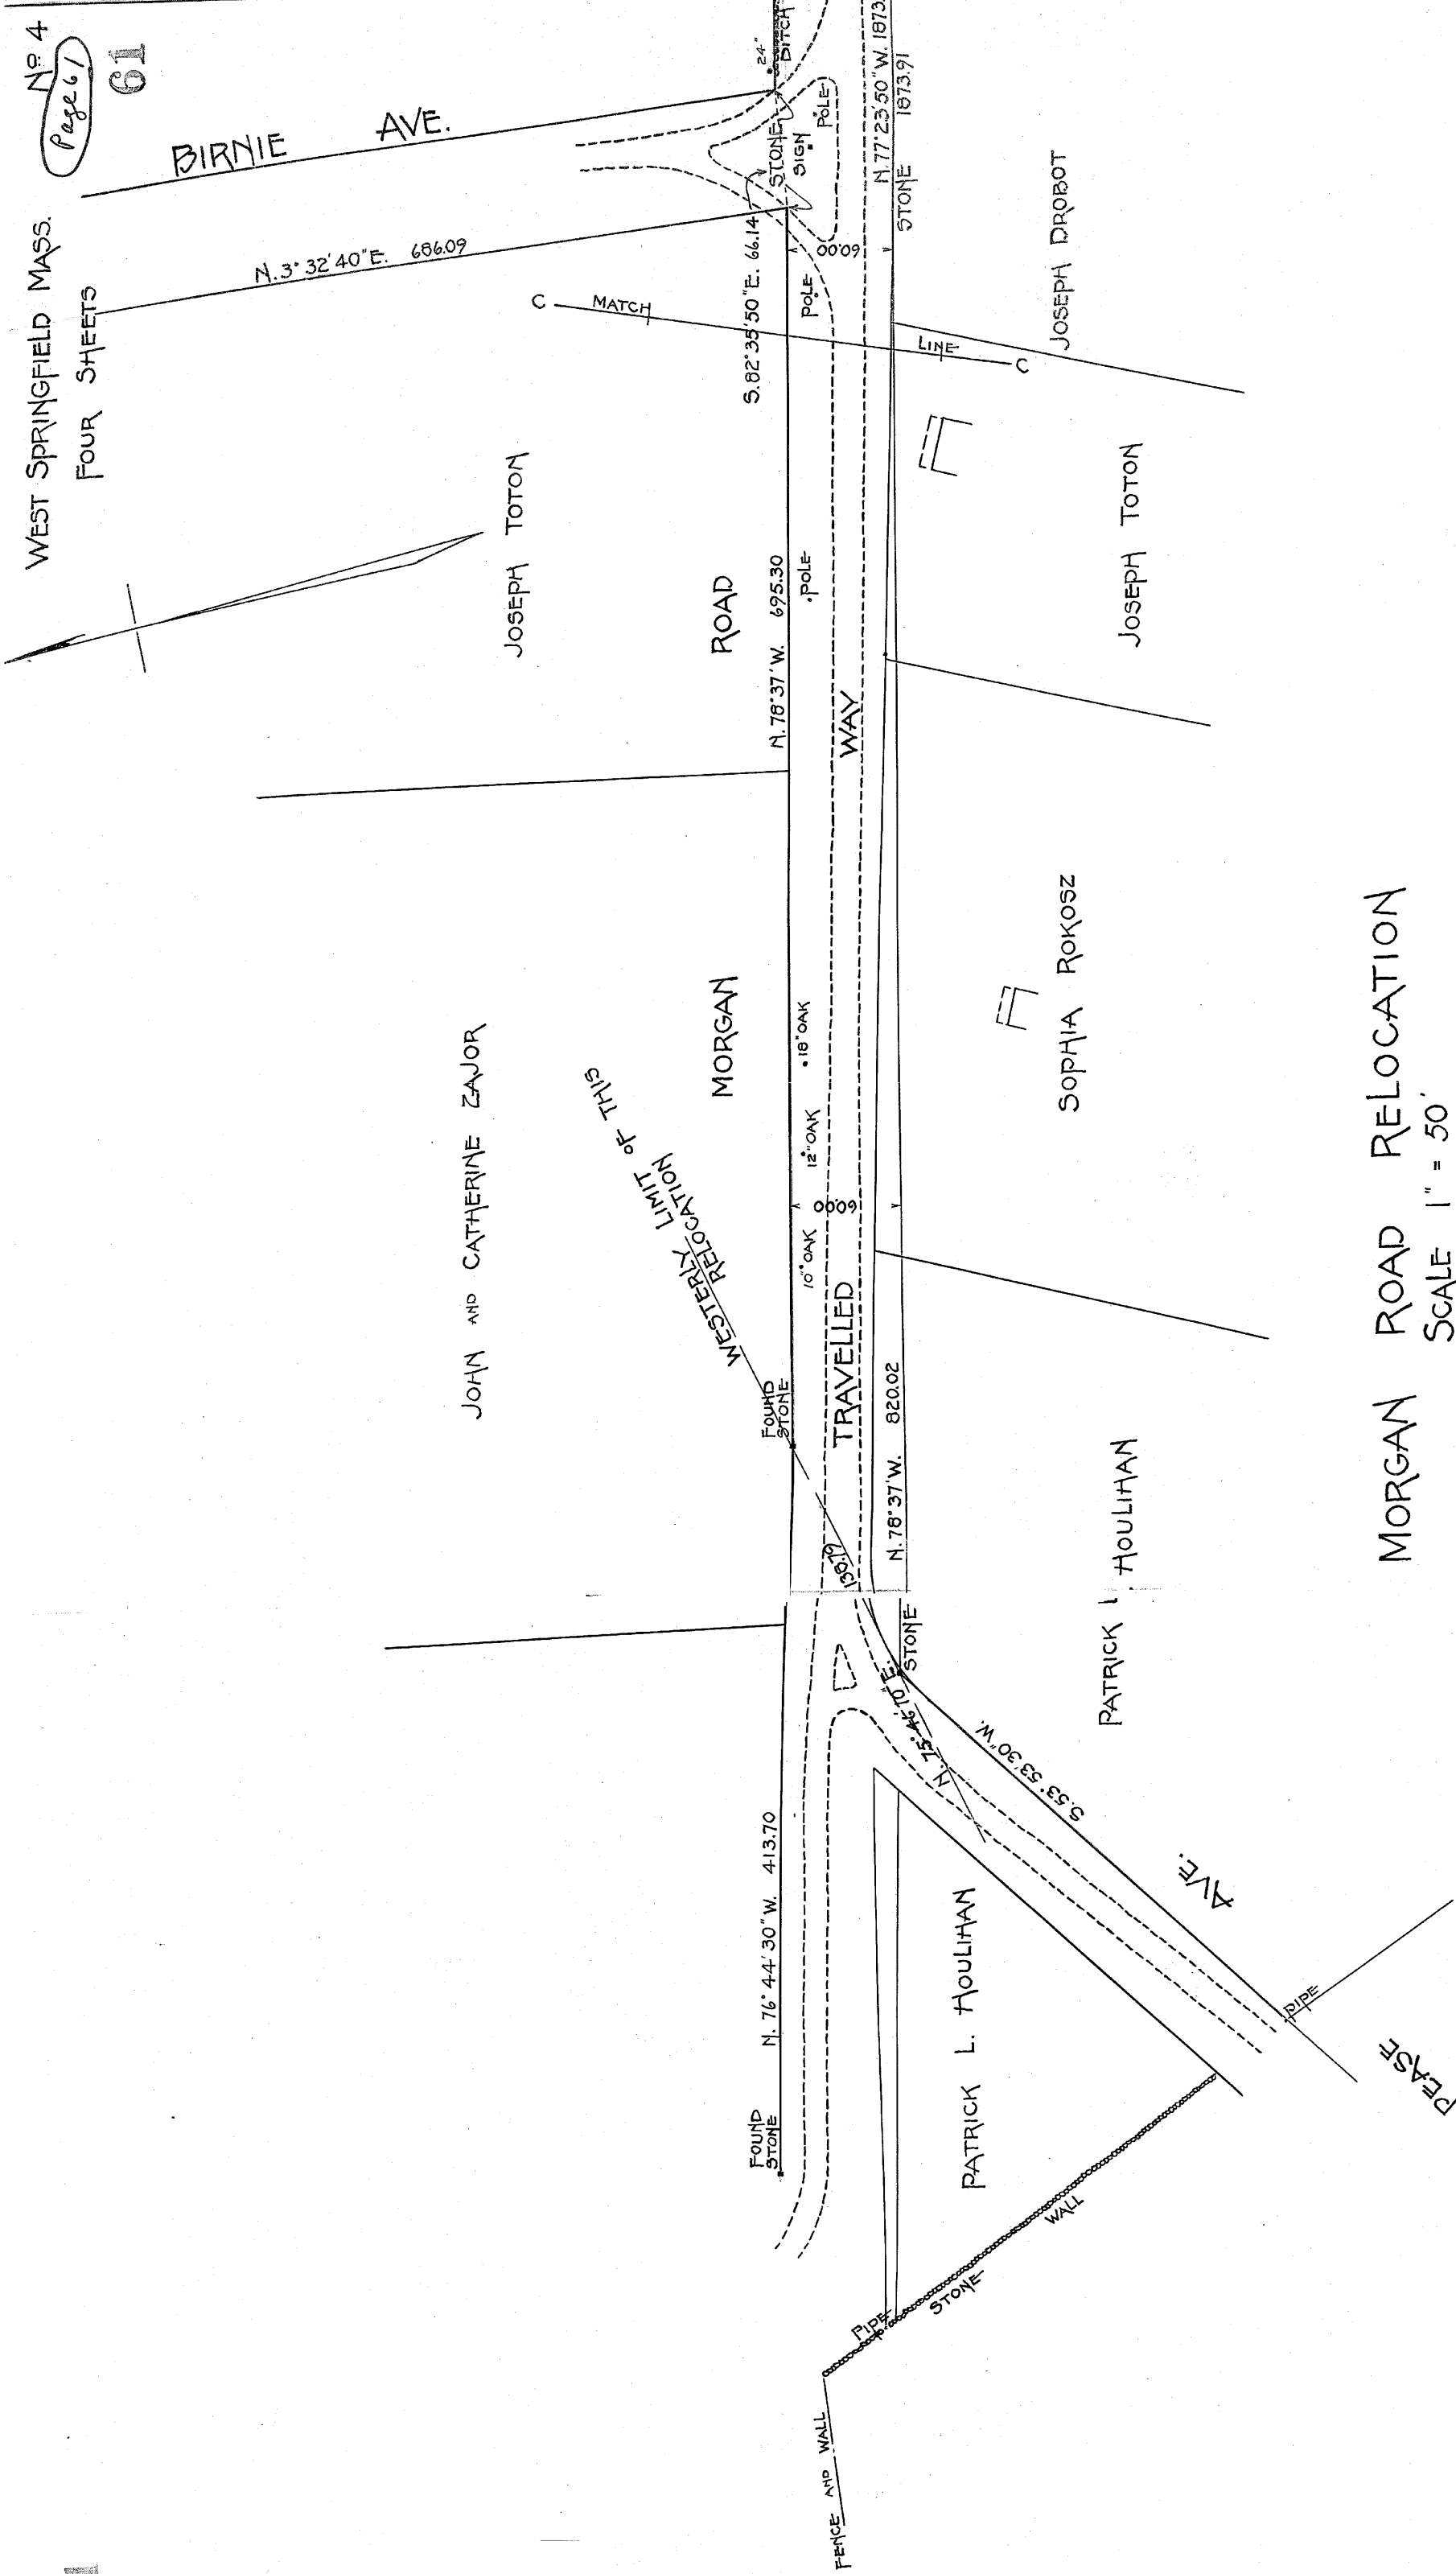 WEST SPRINGFIELD MASS. Nº 4
FOUR SHEETS
Page 61
61
BIRNIE AVE.
N. 3° 32' 40" E. 686.09
C MATCH LINE C
S. 82° 35' 50" E. 66.14
STONE
SIGN
POLE
24"
DITCH
60.00
POLE
N. 77° 23' 50" W. 1873.
STONE 1873.91
JOSEPH DROBOT
JOSEPH TOTON
JOSEPH TOTON
MORGAN ROAD
N. 78° 37' W. 695.30
POLE
TRAVELLED WAY
JOHN AND CATHERINE ZAJOR
WESTERLY LIMIT OF THIS
RELOCATION
18" OAK
12" OAK
10" OAK
60.00
SOPHIA ROKOSZ
FOUND
STONE
138.79
N. 75° 46' 10" E.
N. 78° 37' W. 820.02
STONE
PATRICK L. HOULIHAN
S. 53° 53' 30" W.
PEASE AVE.
PIPE
N. 76° 44' 30" W. 413.70
FOUND
STONE
PATRICK L. HOULIHAN
STONE WALL
PIPE
FENCE AND WALL
MORGAN ROAD RELOCATION
SCALE 1" = 50'